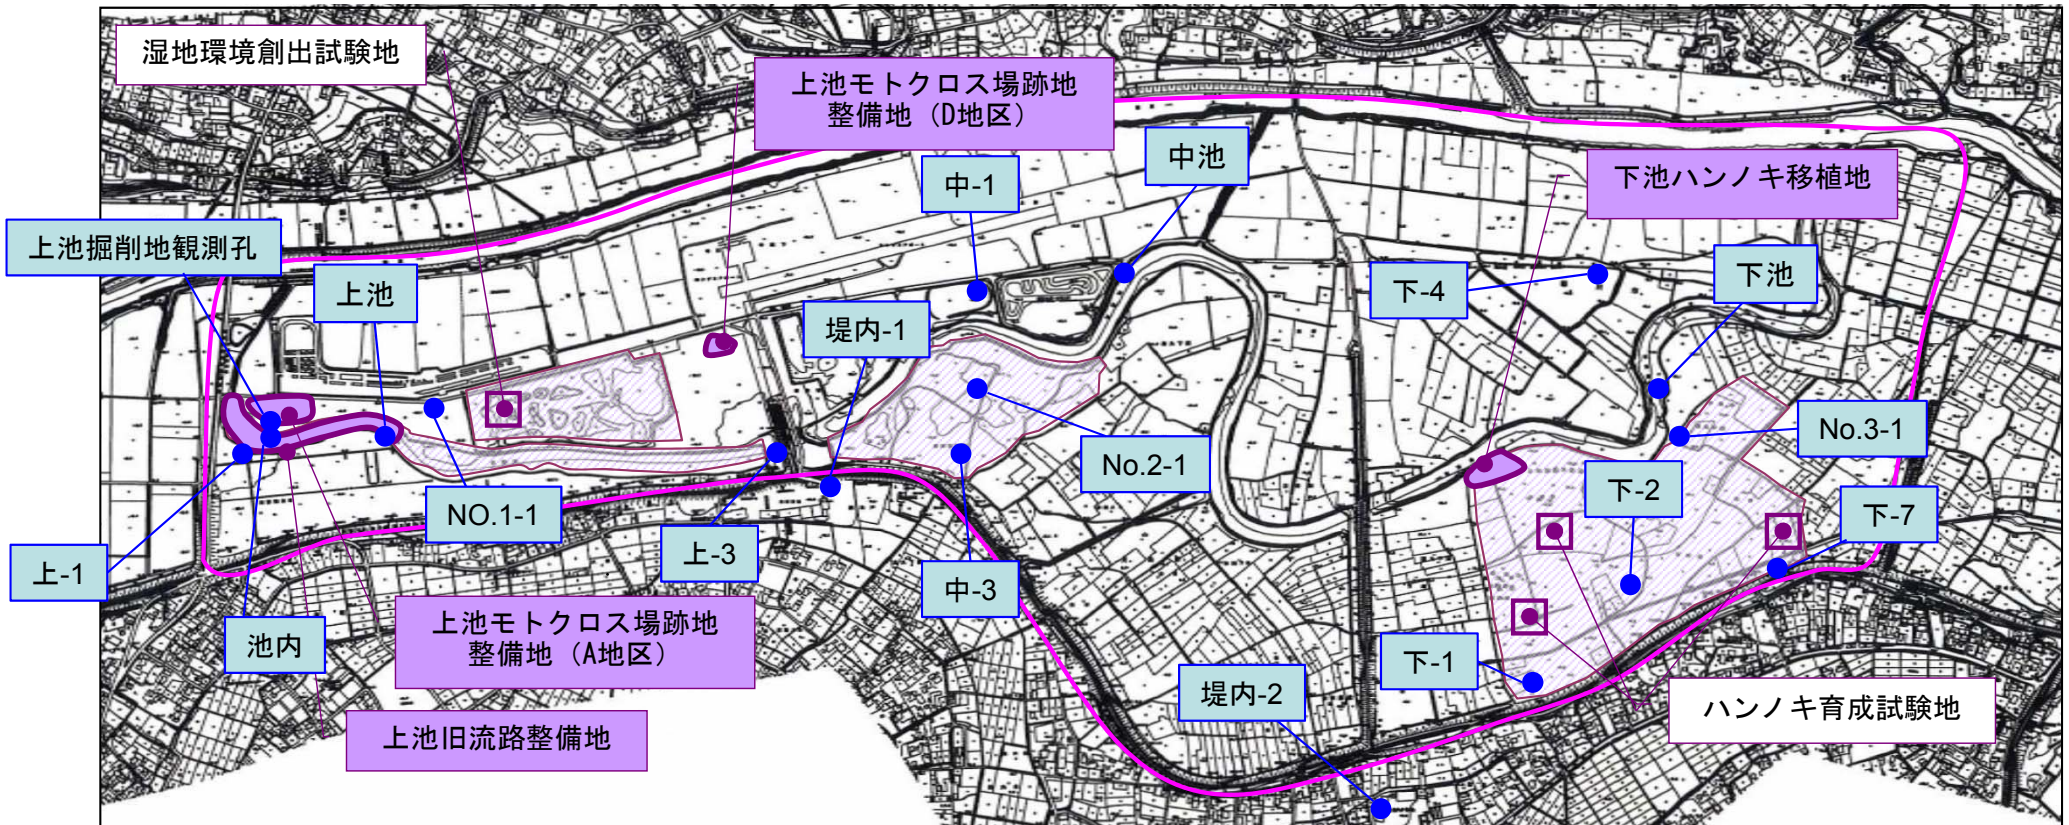 湿地環境創出試験地
上池モトクロス場跡地
整備地（D地区）
中-1
中池
下池ハンノキ移植地
上池掘削地観測孔
上池
堤内-1
下-4
下池
NO.1-1
上-3
No.2-1
中-3
No.3-1
下-2
下-7
上-1
池内
上池モトクロス場跡地
整備地（A地区）
上池旧流路整備地
堤内-2
下-1
ハンノキ育成試験地